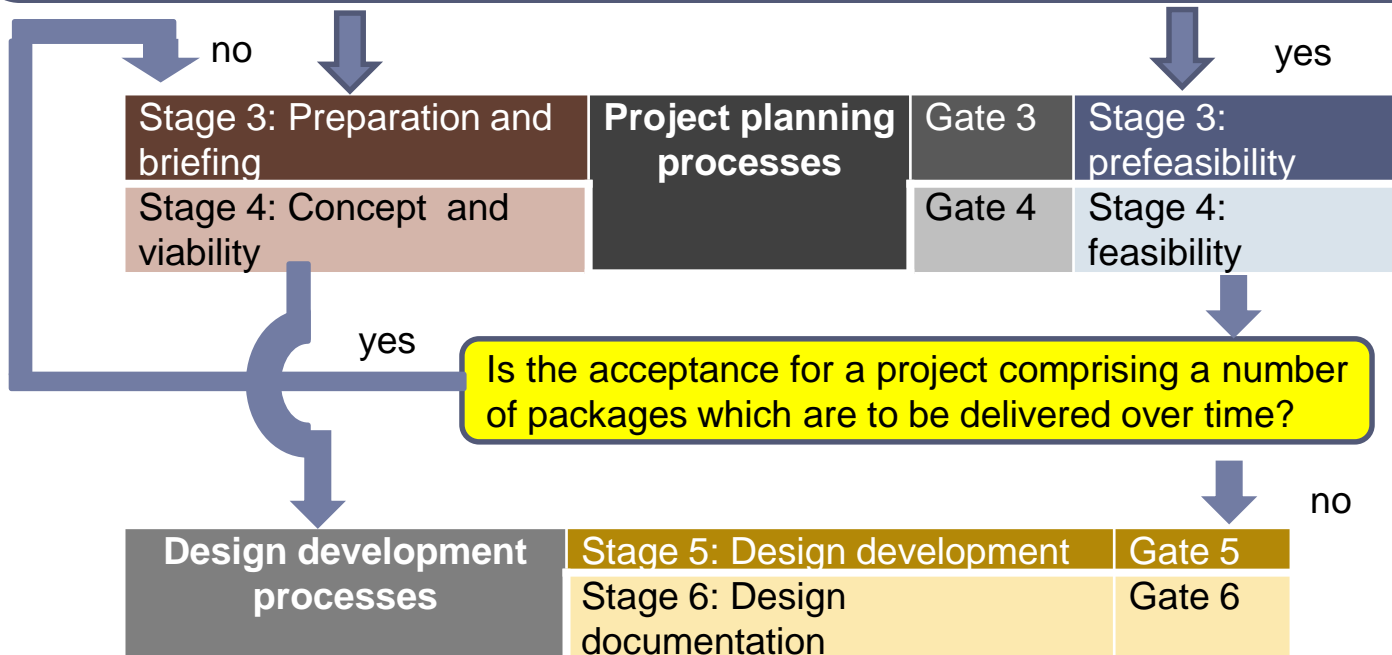 no
yes
Stage 3: Preparation and
briefing
Project planning
processes
Gate 3
Stage 3:
prefeasibility
Stage 4: Concept and
viability
Gate 4
Stage 4:
feasibility
yes
Is the acceptance for a project comprising a number
of packages which are to be delivered over time?
no
Design development
processes
Stage 5: Design development
Gate 5
Stage 6: Design
documentation
Gate 6